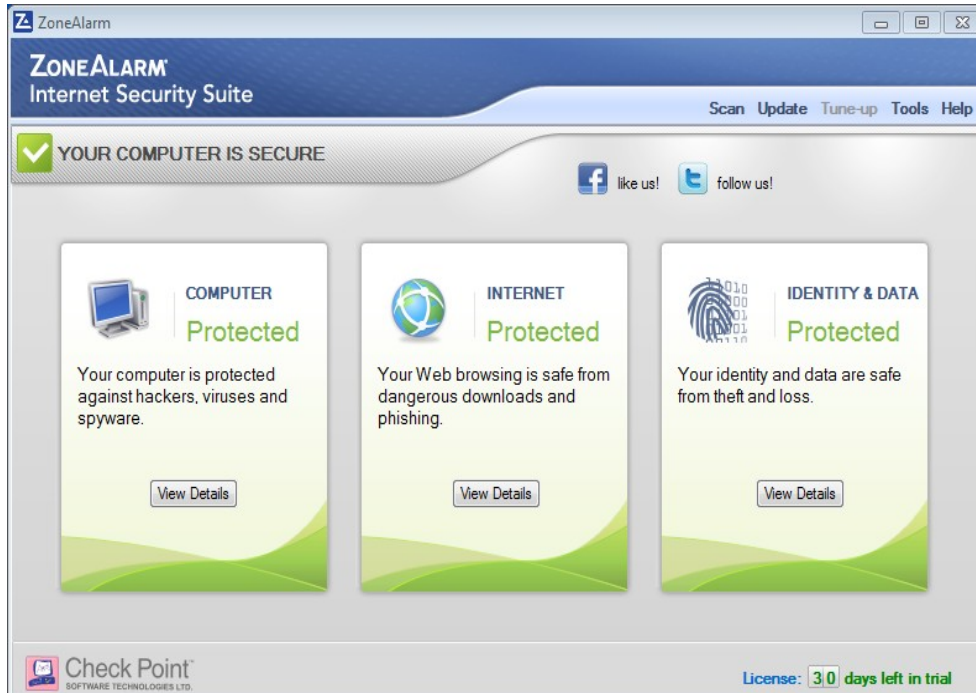 ZoneAlarm
ZONEALARM®
Internet Security Suite
Scan Update Tune-up Tools Help
YOUR COMPUTER IS SECURE
like us! follow us!
COMPUTER
Protected
Your computer is protected
against hackers, viruses and
spyware.
View Details
INTERNET
Protected
Your Web browsing is safe from
dangerous downloads and
phishing.
View Details
IDENTITY & DATA
Protected
Your identity and data are safe
from theft and loss.
View Details
Check Point™
SOFTWARE TECHNOLOGIES LTD.
License: 30 days left in trial